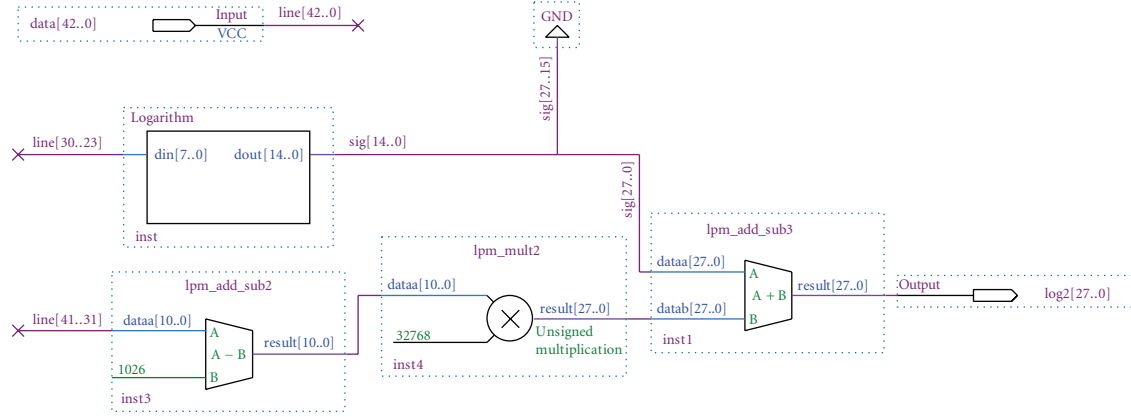 data[42..0]
Input
VCC
line[42..0]
GND
sig[27..15]
Logarithm
line[30..23]
din[7..0]
dout[14..0]
sig[14..0]
inst
sig[27..0]
lpm_add_sub3
lpm_mult2
lpm_add_sub2
dataa[27..0]
A
A + B
B
result[27..0]
Output
log2[27..0]
datab[27..0]
inst1
dataa[10..0]
result[27..0]
32768
Unsigned
multiplication
inst4
line[41..31]
dataa[10..0]
A
A − B
B
result[10..0]
1026
inst3